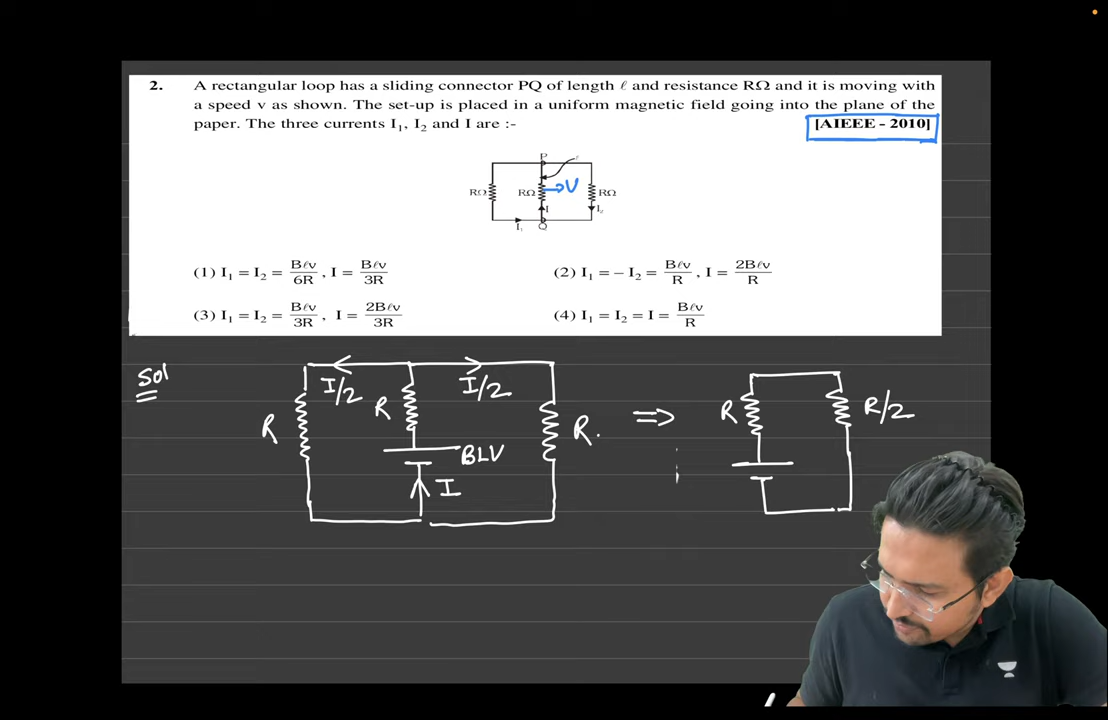 2. A rectangular loop has a sliding connector PQ of length ℓ and resistance RΩ and it is moving with
a speed v as shown. The set-up is placed in a uniform magnetic field going into the plane of the
paper. The three currents I₁, I₂ and I are :-
[AIEEE - 2010]
P
ℓ
RΩ RΩ V RΩ
I I₂
I₁ Q
(1) I₁ = I₂ = Bℓv/6R , I = Bℓv/3R
(2) I₁ = – I₂ = Bℓv/R , I = 2Bℓv/R
(3) I₁ = I₂ = Bℓv/3R , I = 2Bℓv/3R
(4) I₁ = I₂ = I = Bℓv/R
Sol
I/2 I/2
R R R. ⇒ R R/2
BLV
I